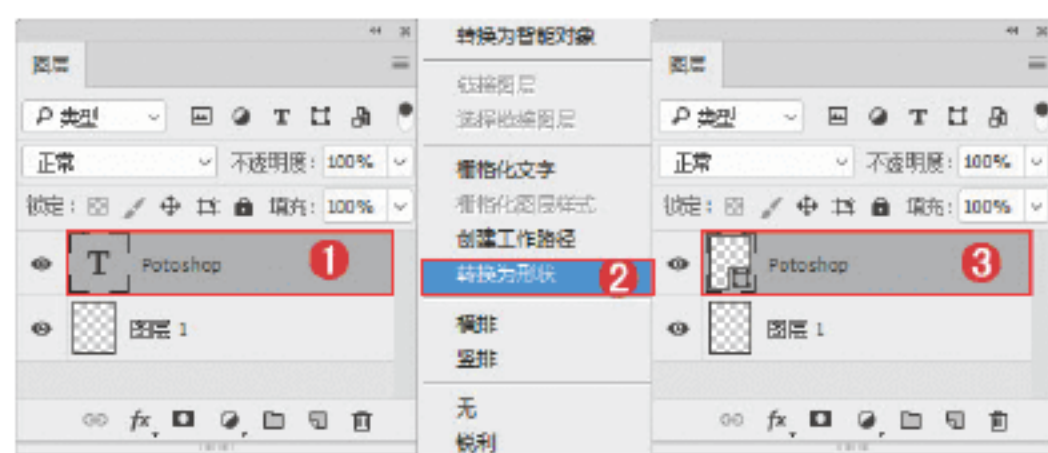 图层
类型
正常 不透明度: 100%
锁定: 填充: 100%
T Potoshop 1
图层 1
fx
转换为智能对象
链接图层
选择链接图层
栅格化文字
栅格化图层样式
创建工作路径
转换为形状 2
横排
竖排
无
锐利
图层
类型
正常 不透明度: 100%
锁定: 填充: 100%
Potoshop 3
图层 1
fx